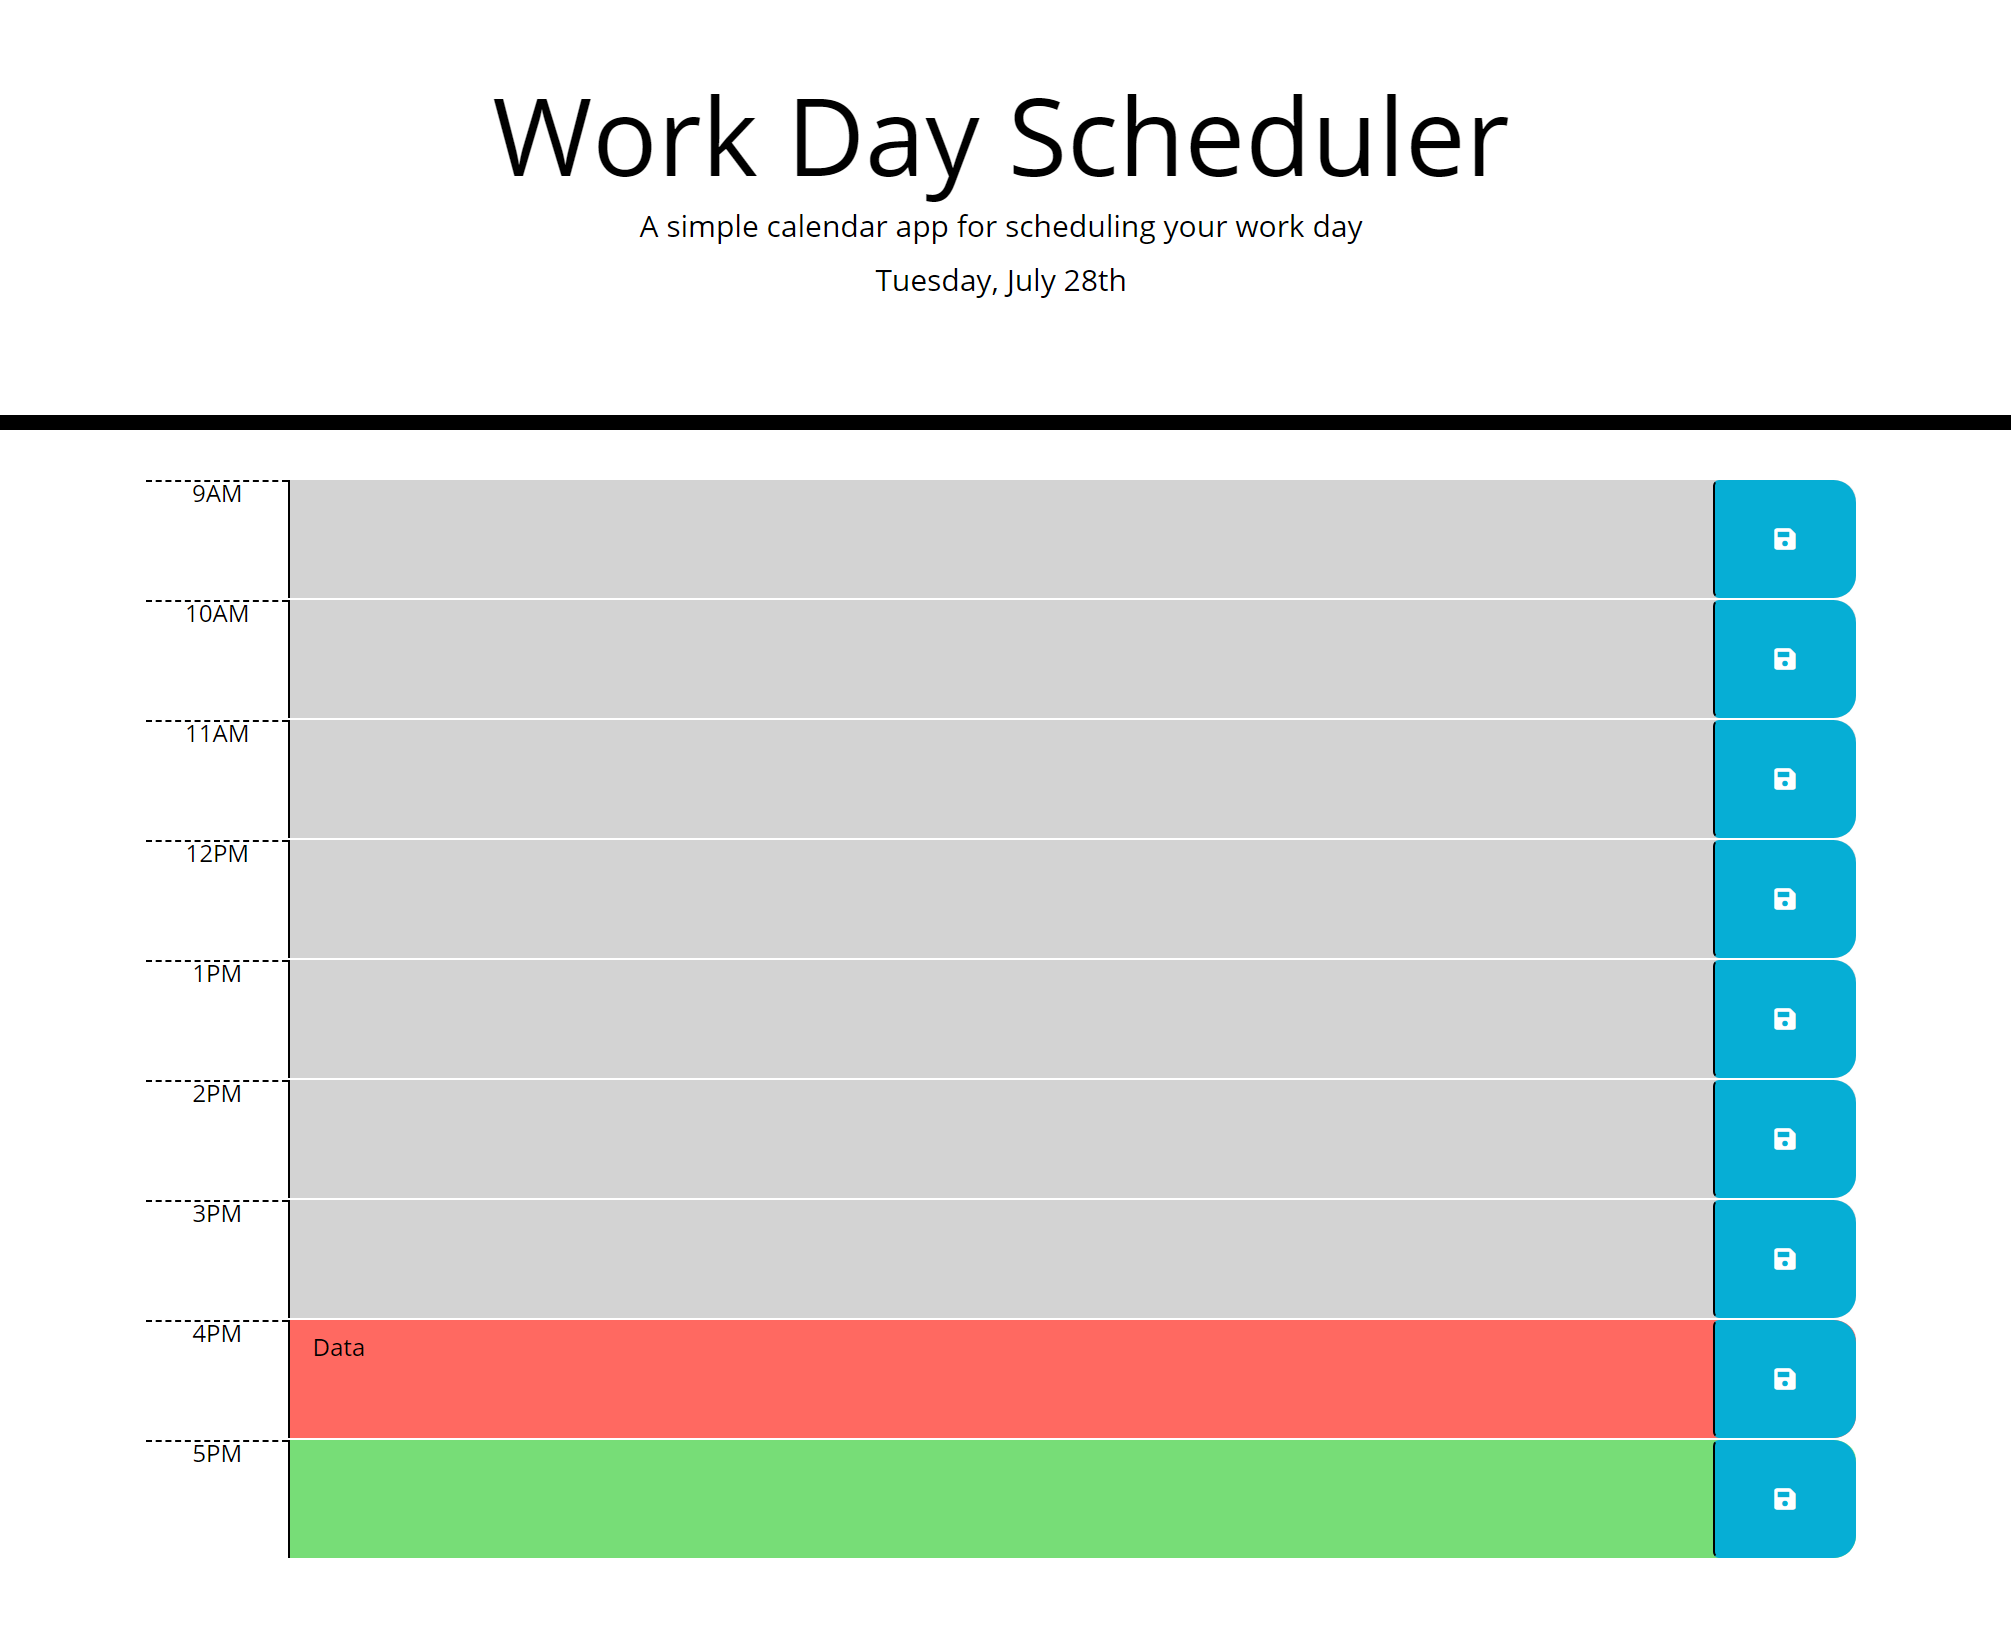 Work Day Scheduler
A simple calendar app for scheduling your work day
Tuesday, July 28th
9AM
10AM
11AM
12PM
1PM
2PM
3PM
4PM
Data
5PM